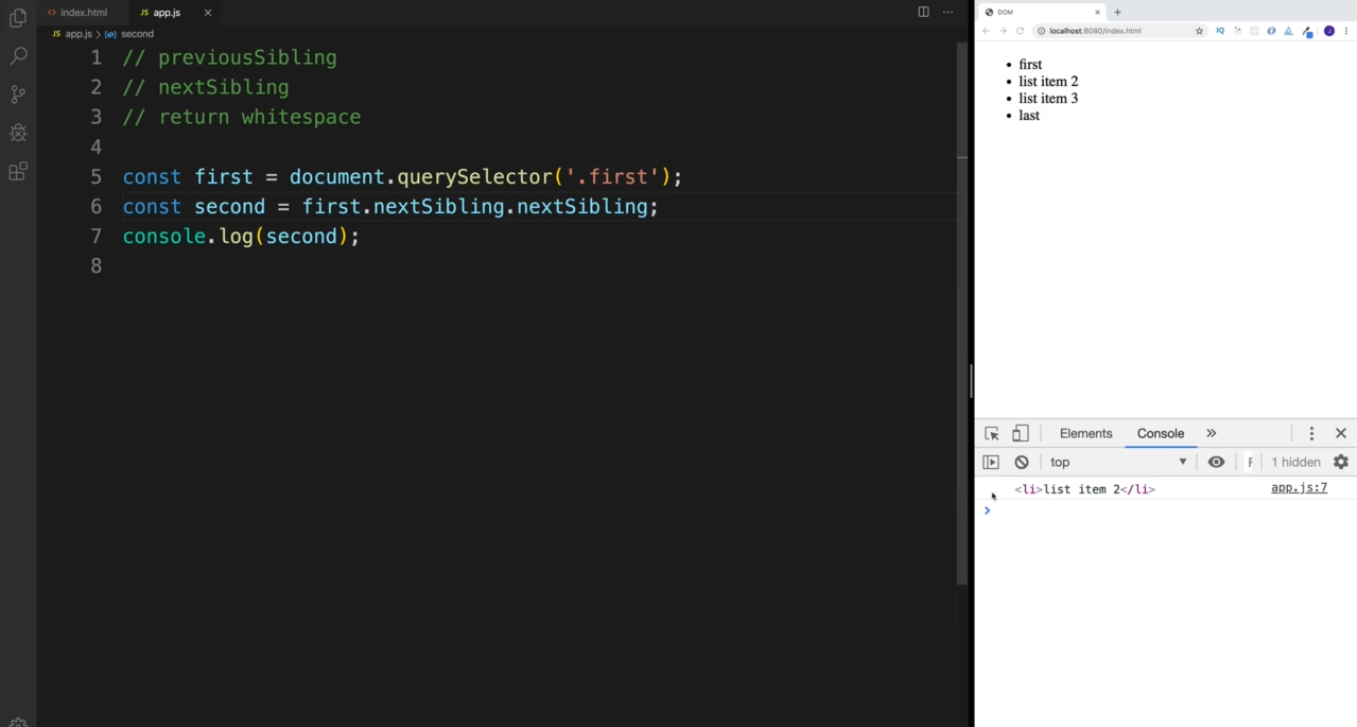 index.html
JS app.js
JS app.js > second
1 // previousSibling
2 // nextSibling
3 // return whitespace
4
5 const first = document.querySelector('.first');
6 const second = first.nextSibling.nextSibling;
7 console.log(second);
8
DOM
localhost:8080/index.html
IQ
• first
• list item 2
• list item 3
• last
Elements Console »
top 1 hidden
<li>list item 2</li> app.js:7
>